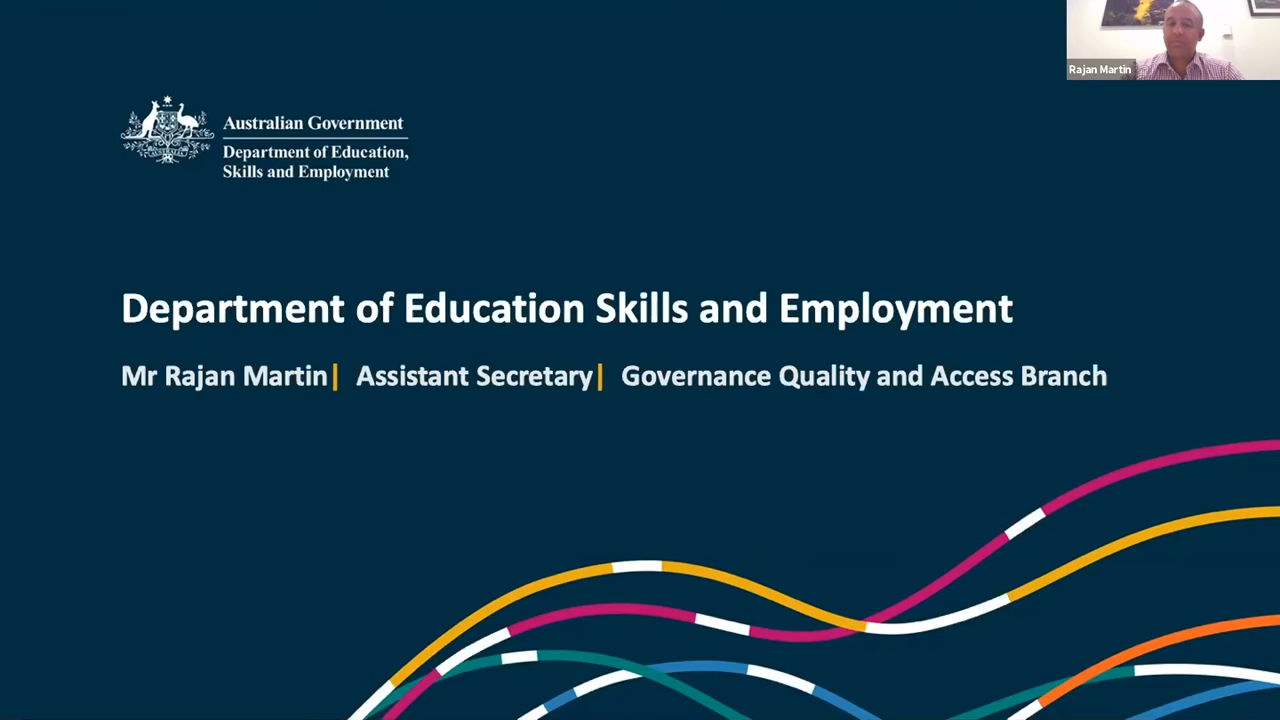 Rajan Martin
Australian Government
Department of Education,
Skills and Employment
Department of Education Skills and Employment
Mr Rajan Martin| Assistant Secretary| Governance Quality and Access Branch